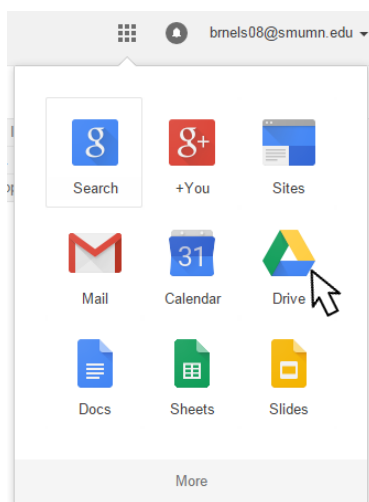 brnels08@smumn.edu
g
g+
Search
+You
Sites
31
Mail
Calendar
Drive
Docs
Sheets
Slides
More